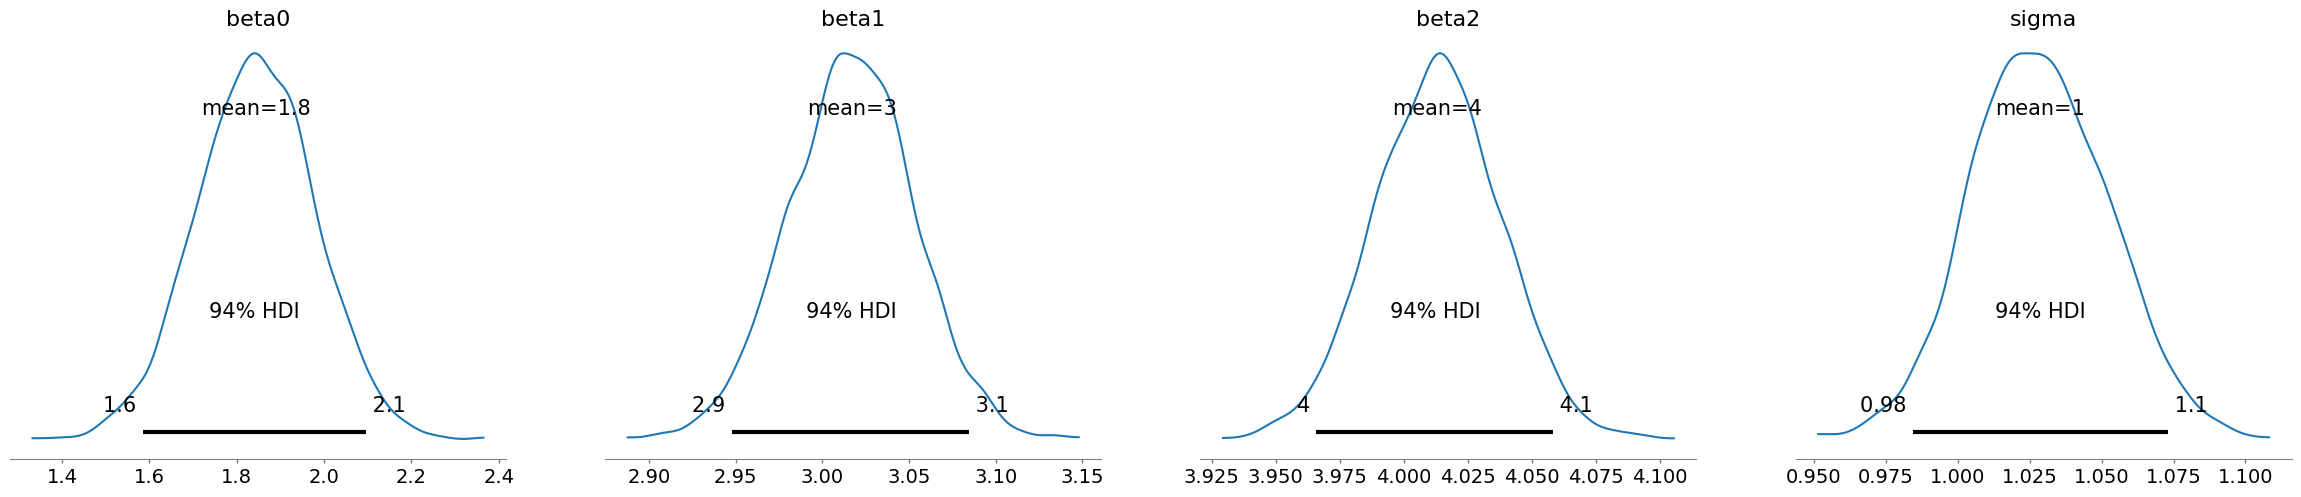 beta0
mean=1.8
94% HDI
1.6 2.1
1.4 1.6 1.8 2.0 2.2 2.4
beta1
mean=3
94% HDI
2.9 3.1
2.90 2.95 3.00 3.05 3.10 3.15
beta2
mean=4
94% HDI
4 4.1
3.925 3.950 3.975 4.000 4.025 4.050 4.075 4.100
sigma
mean=1
94% HDI
0.98 1.1
0.950 0.975 1.000 1.025 1.050 1.075 1.100